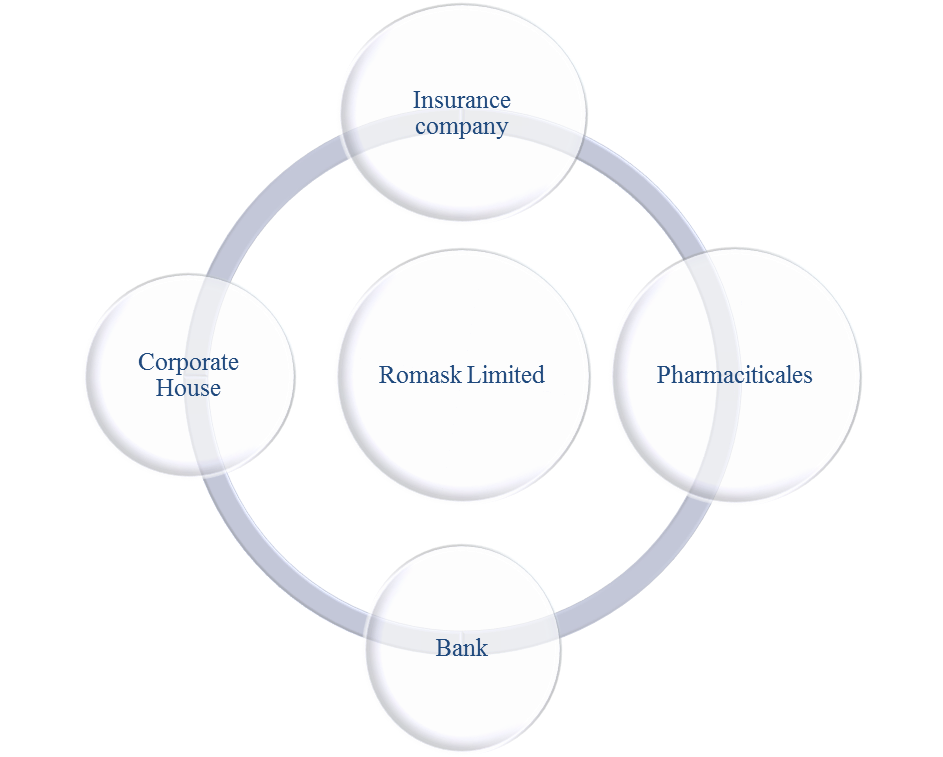 Insurance
company
Corporate
House
Romask Limited
Pharmaciticales
Bank